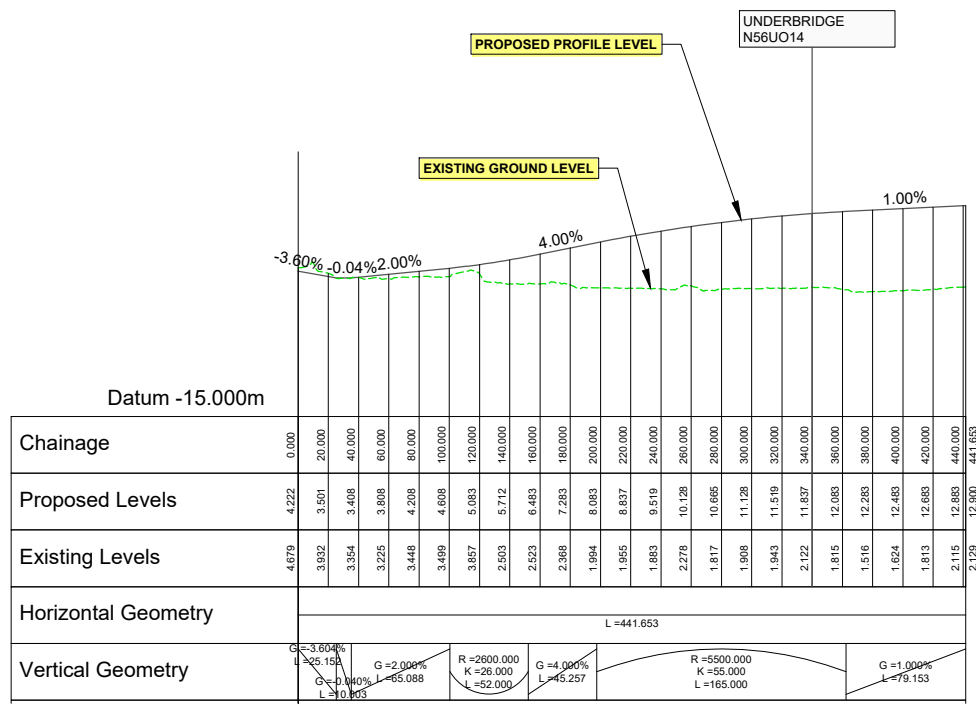 UNDERBRIDGE
N56UO14
PROPOSED PROFILE LEVEL
EXISTING GROUND LEVEL
-3.60%
-0.04%
2.00%
4.00%
1.00%
Datum -15.000m
Chainage
0.000 20.000 40.000 60.000 80.000 100.000 120.000 140.000 160.000 180.000 200.000 220.000 240.000 260.000 280.000 300.000 320.000 340.000 360.000 380.000 400.000 420.000 440.000 441.653
Proposed Levels
4.222 3.501 3.408 3.808 4.208 4.608 5.083 5.712 6.483 7.283 8.083 8.837 9.519 10.128 10.665 11.128 11.519 11.837 12.083 12.283 12.483 12.683 12.883 12.900
Existing Levels
4.679 3.932 3.354 3.225 3.448 3.499 3.857 2.503 2.523 2.368 1.994 1.955 1.883 2.278 1.817 1.908 1.943 2.122 1.815 1.516 1.624 1.813 2.115 2.129
Horizontal Geometry
L =441.653
Vertical Geometry
G =-3.604%
L =25.152
G =-0.040%
L =10.003
G =2.000%
L =65.088
R =2600.000
K =26.000
L =52.000
G =4.000%
L =45.257
R =5500.000
K =55.000
L =165.000
G =1.000%
L =79.153